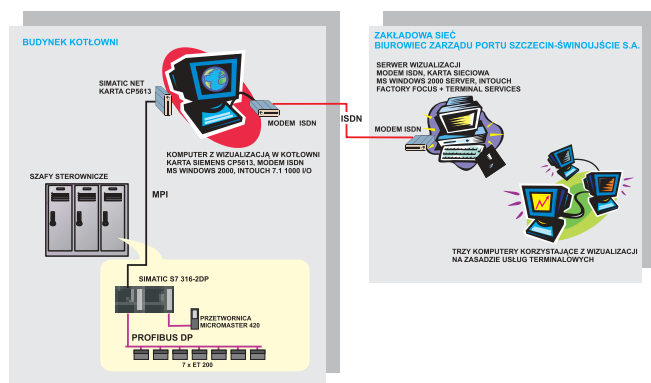 BUDYNEK KOTŁOWNI
SIMATIC NET
KARTA CP5613
MODEM ISDN
KOMPUTER Z WIZUALIZACJĄ W KOTŁOWNI
KARTA SIEMENS CP5613, MODEM ISDN
MS WINDOWS 2000, INTOUCH 7.1 1000 I/O
SZAFY STEROWNICZE
MPI
SIMATIC S7 316-2DP
PRZETWORNICA
MICROMASTER 420
PROFIBUS DP
7 x ET 200
ISDN
ZAKŁADOWA SIEĆ
BIUROWIEC ZARZĄDU PORTU SZCZECIN-ŚWINOUJŚCIE S.A.
SERWER WIZUALIZACJI
MODEM ISDN, KARTA SIECIOWA
MS WINDOWS 2000 SERVER, INTOUCH
FACTORY FOCUS + TERMINAL SERVICES
MODEM ISDN
TRZY KOMPUTERY KORZYSTAJĄCE Z WIZUALIZACJI
NA ZASADZIE USŁUG TERMINALOWYCH